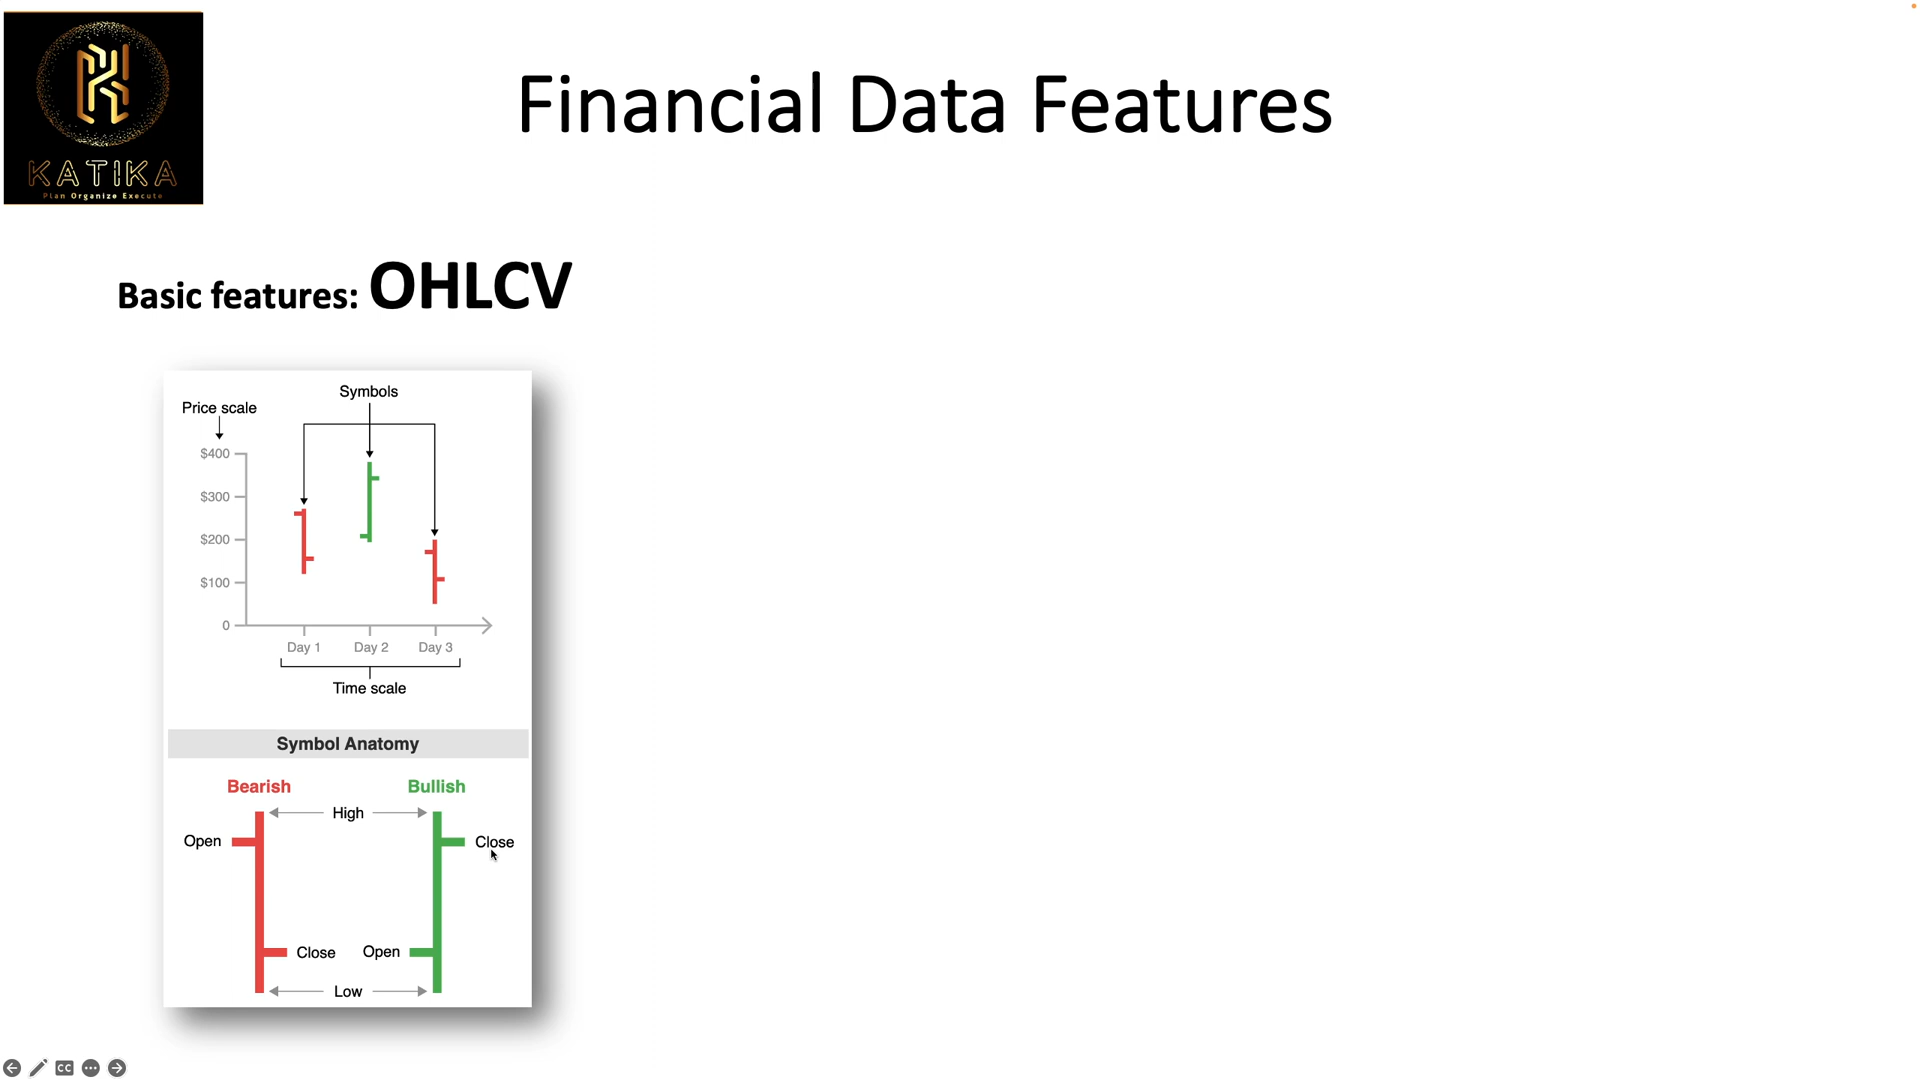 KATIKA
Plan Organize Execute
Financial Data Features
Basic features: OHLCV
Symbols
Price scale
$400
$300
$200
$100
0
Day 1 Day 2 Day 3
Time scale
Symbol Anatomy
Bearish Bullish
High
Open Close
Close Open
Low
CC